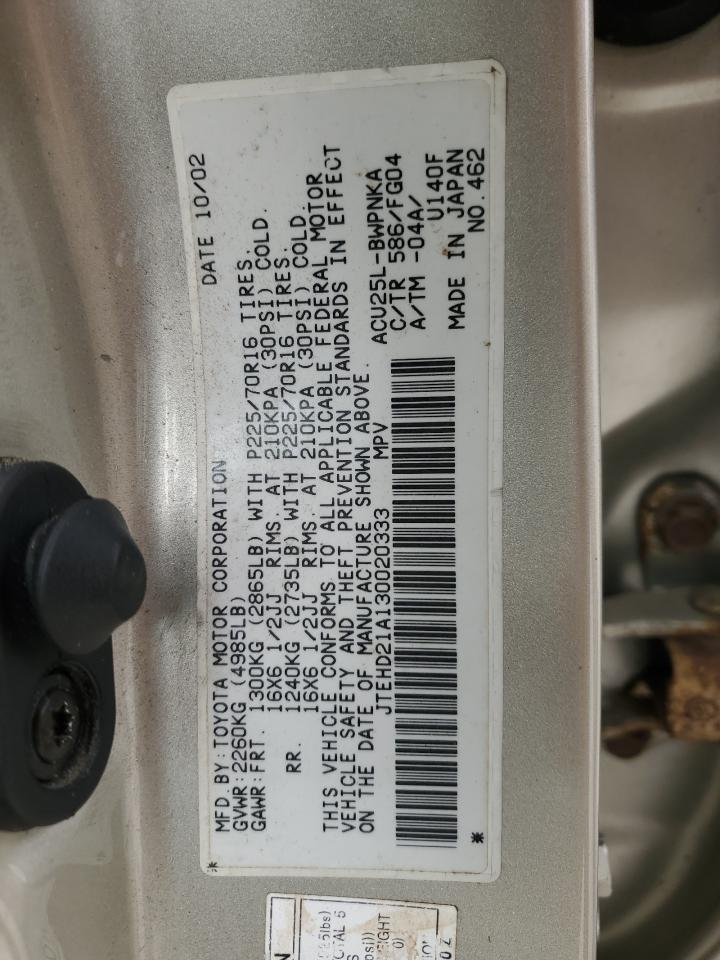 MFD.BY:TOYOTA MOTOR CORPORATION DATE 10/02
GVWR:2260KG (4985LB)
GAWR:FRT. 1300KG (2865LB) WITH P225/70R16 TIRES.
16X6 1/2JJ RIMS. AT 210KPA (30PSI) COLD.
RR. 1240KG (2735LB) WITH P225/70R16 TIRES.
16X6 1/2JJ RIMS. AT 210KPA (30PSI) COLD.
THIS VEHICLE CONFORMS TO ALL APPLICABLE FEDERAL MOTOR
VEHICLE SAFETY AND THEFT PREVENTION STANDARDS IN EFFECT
ON THE DATE OF MANUFACTURE SHOWN ABOVE.
JTEHD21A130020333 MPV
ACU25L-BWPNKA
C/TR 586/FG04
A/TM -04A/
U140F
MADE IN JAPAN
NO.462